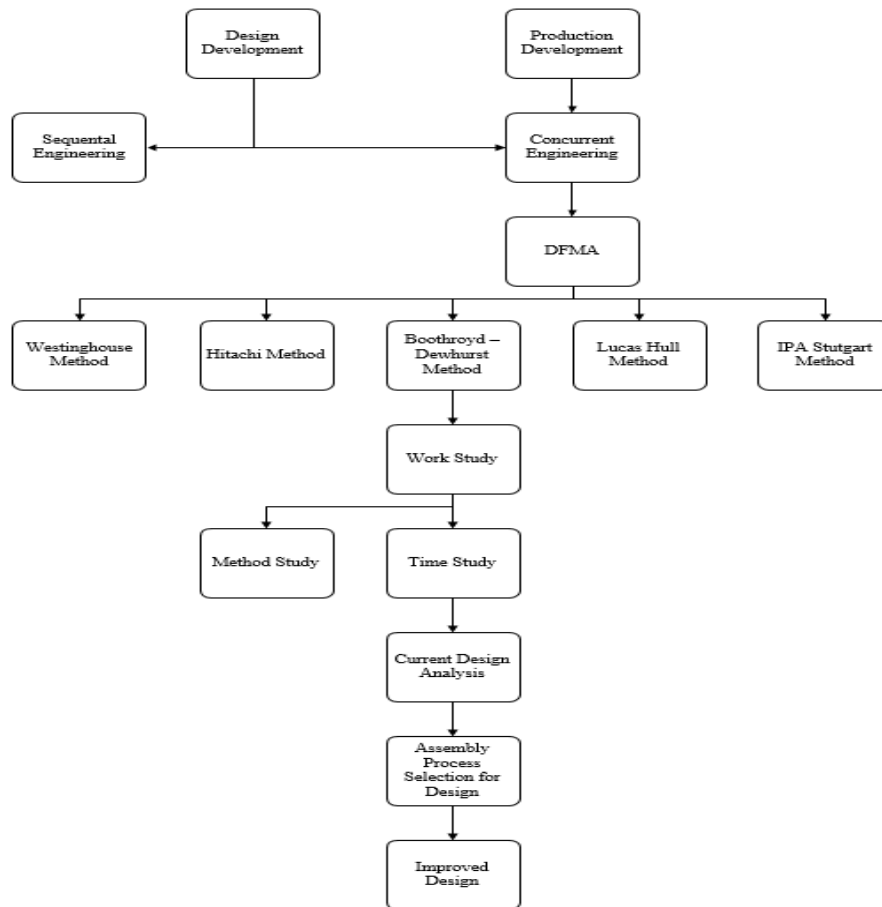 Design
Development
Production
Development
Sequental
Engineering
Concurrent
Engineering
DFMA
Westinghouse
Method
Hitachi Method
Boothroyd –
Dewhurst
Method
Lucas Hull
Method
IPA Stutgart
Method
Work Study
Method Study
Time Study
Current Design
Analysis
Assembly
Process
Selection for
Design
Improved
Design